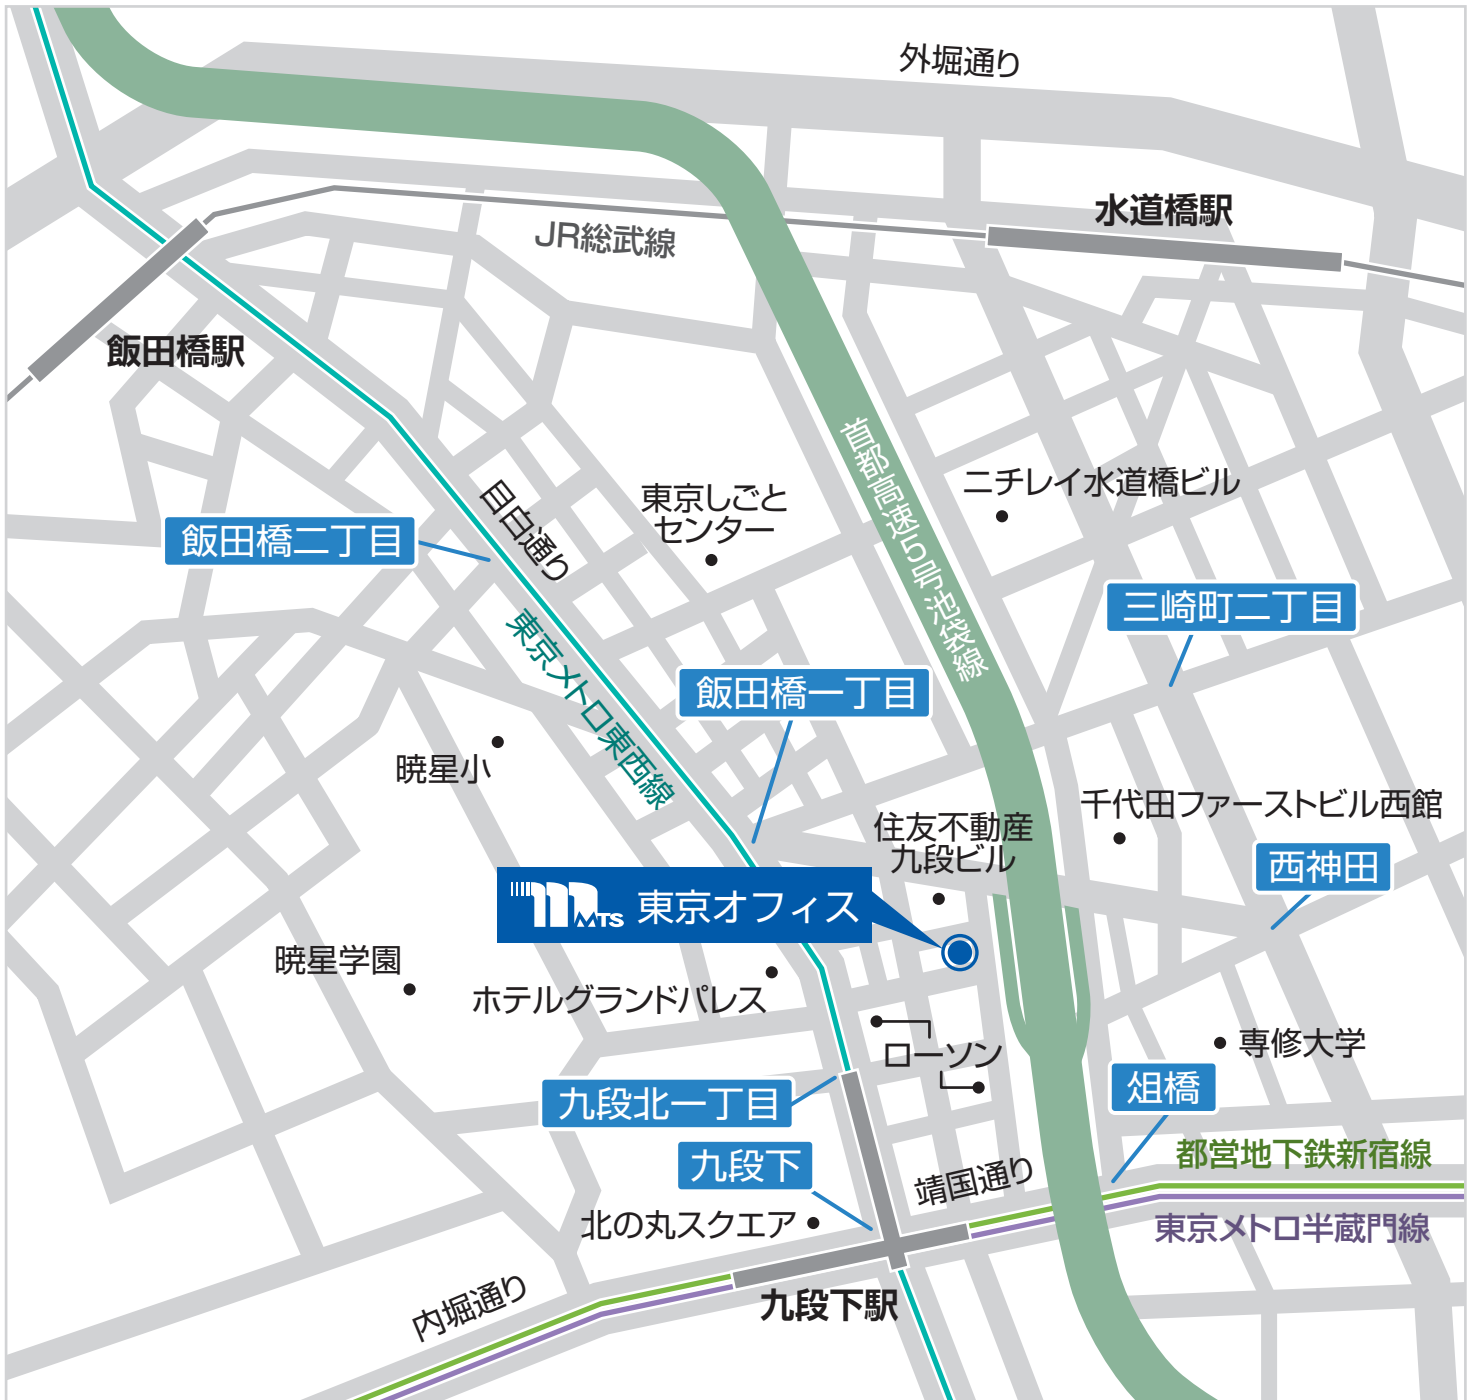 外堀通り
水道橋駅
JR総武線
飯田橋駅
首都高速5号池袋線
ニチレイ水道橋ビル
東京しごと
センター
目白通り
飯田橋二丁目
三崎町二丁目
東京メトロ東西線
飯田橋一丁目
暁星小
千代田ファーストビル西館
住友不動産
九段ビル
西神田
MTS 東京オフィス
暁星学園
ホテルグランドパレス
専修大学
ローソン
俎橋
九段北一丁目
都営地下鉄新宿線
九段下
靖国通り
北の丸スクエア
東京メトロ半蔵門線
内堀通り
九段下駅